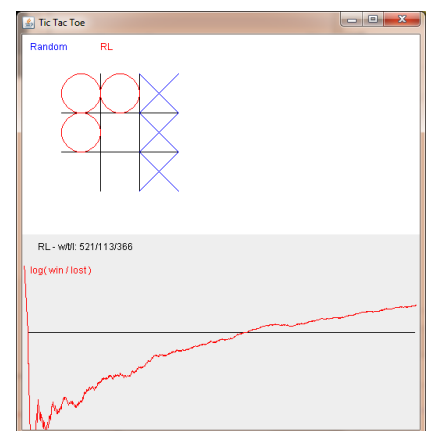 Tic Tac Toe
Random RL
RL - w/t/l: 521/113/366
log( win / lost )